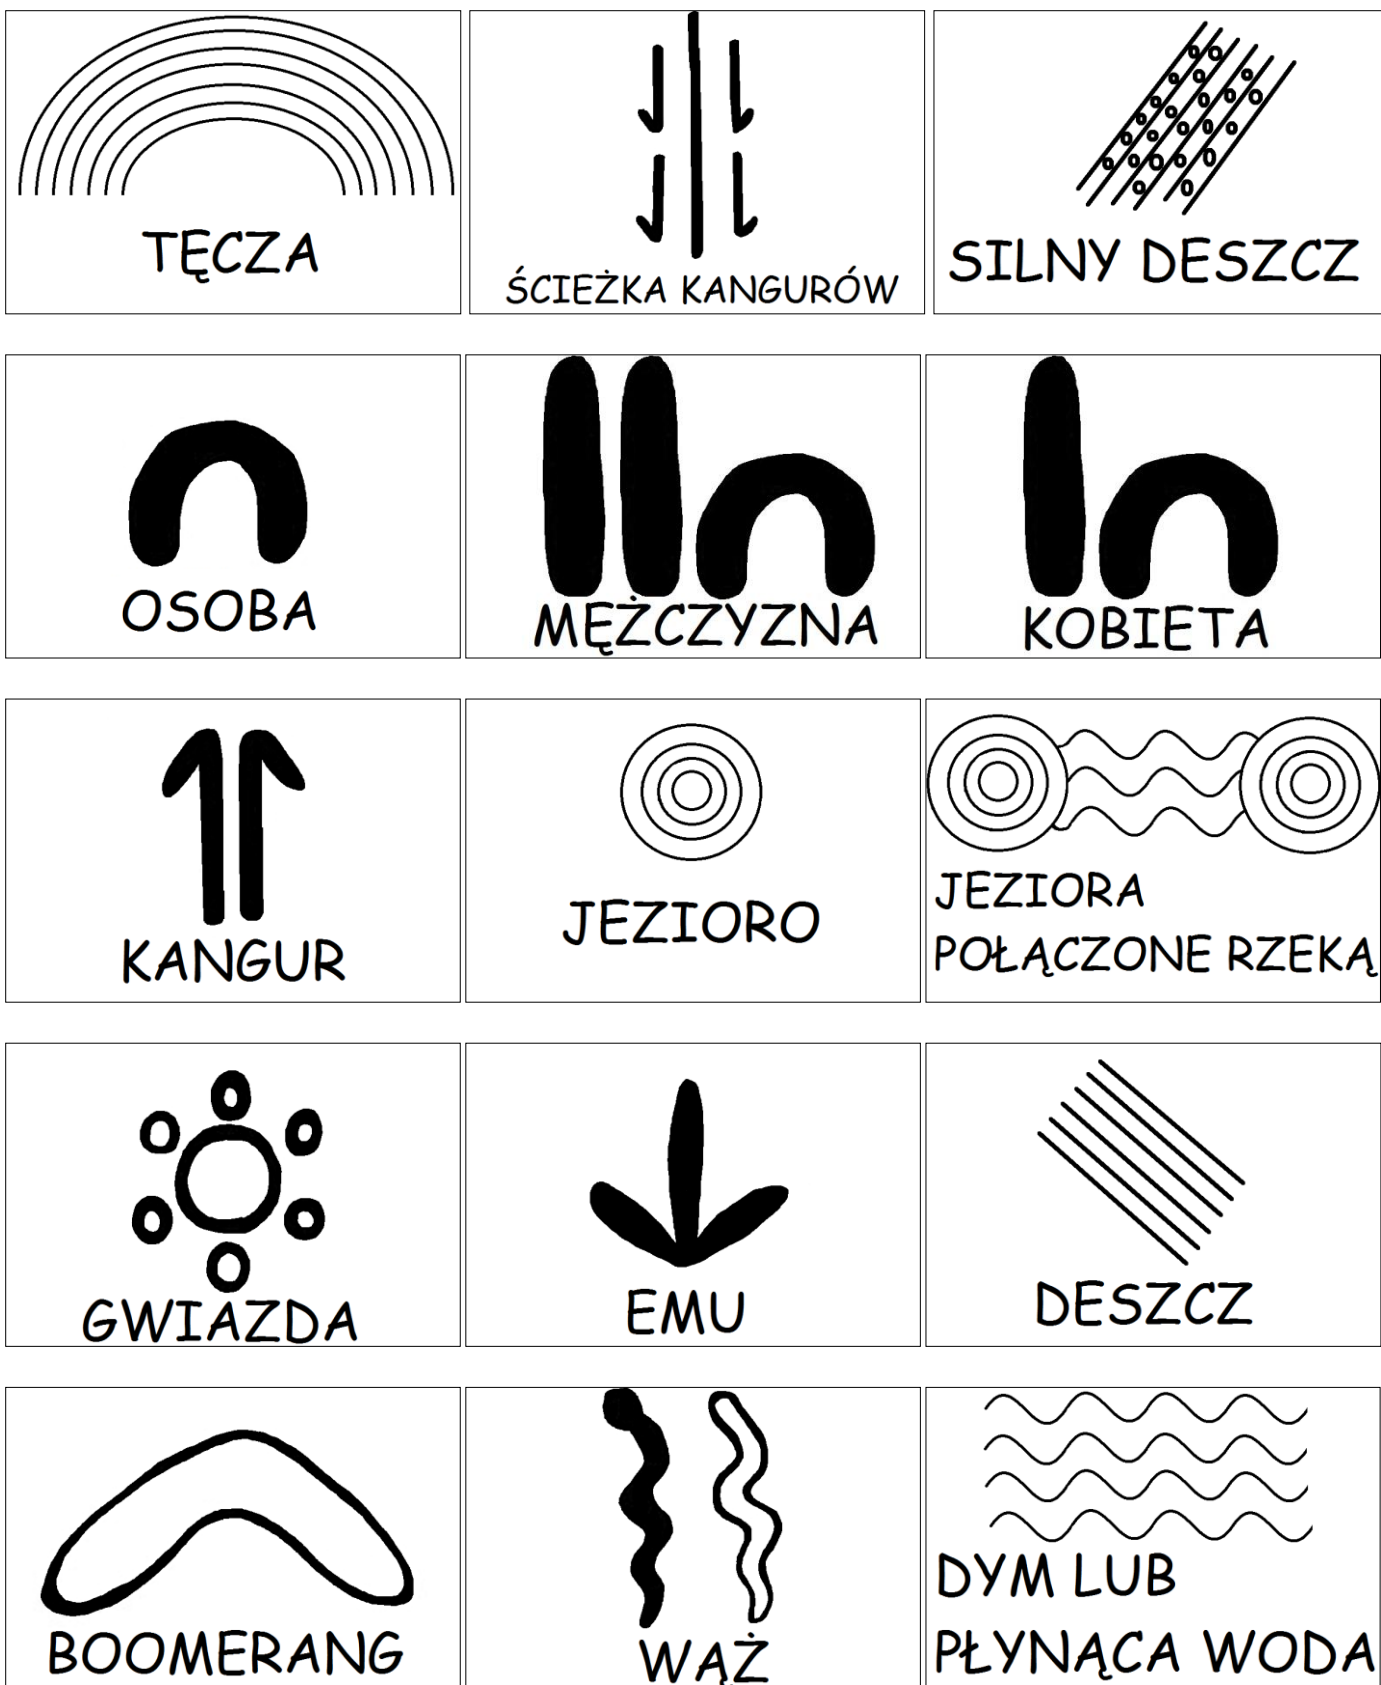 TĘCZA
ŚCIEŻKA KANGURÓW
SILNY DESZCZ
OSOBA
MĘŻCZYZNA
KOBIETA
KANGUR
JEZIORO
JEZIORA
POŁĄCZONE RZEKĄ
GWIAZDA
EMU
DESZCZ
BOOMERANG
WĄŻ
DYM LUB
PŁYNĄCA WODA